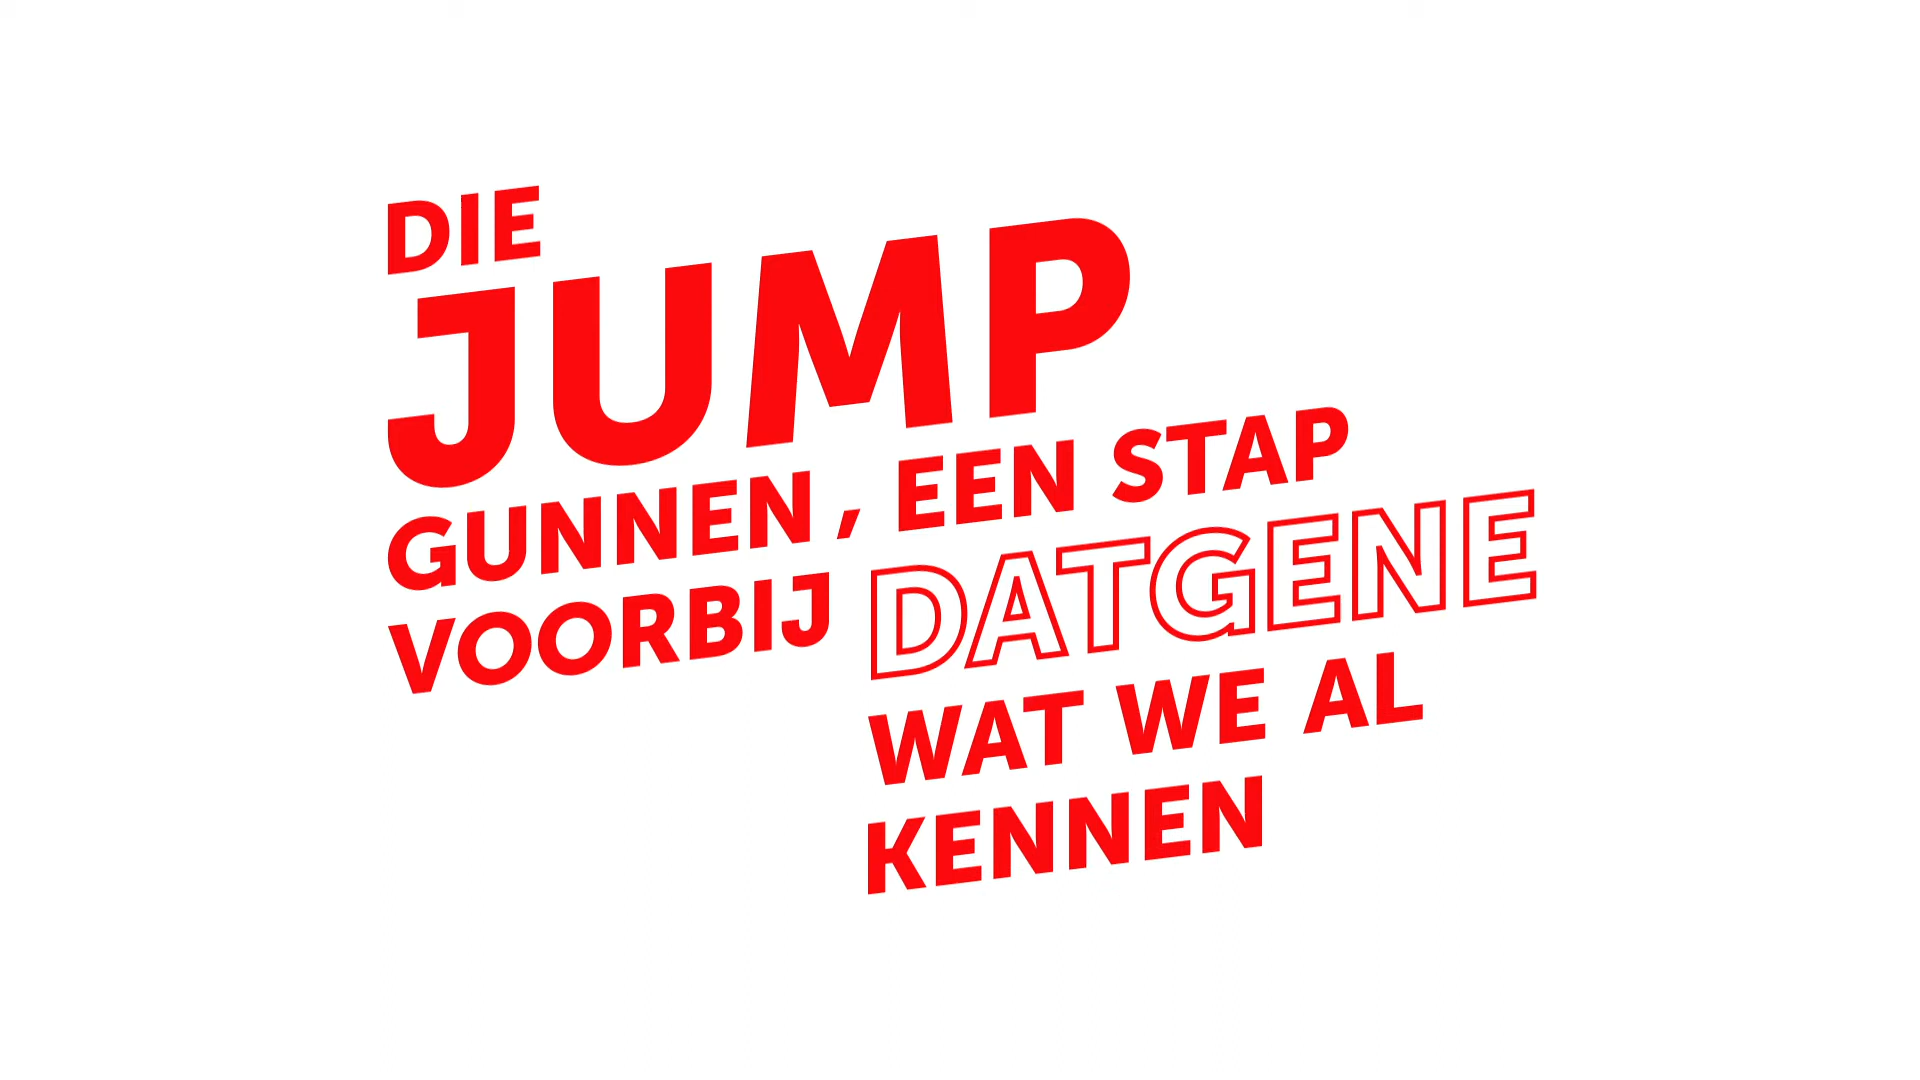 DIE
JUMP
GUNNEN, EEN STAP
VOORBIJ DATGENE
WAT WE AL
KENNEN